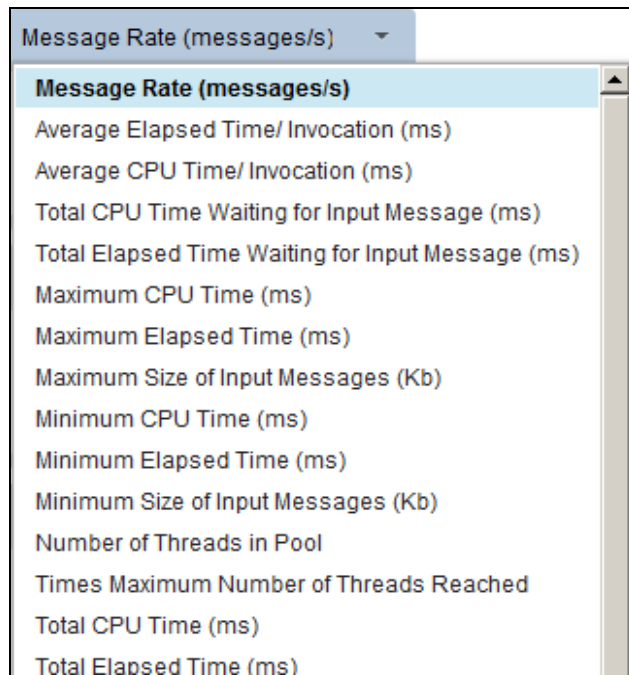 Message Rate (messages/s)
Message Rate (messages/s)
Average Elapsed Time/ Invocation (ms)
Average CPU Time/ Invocation (ms)
Total CPU Time Waiting for Input Message (ms)
Total Elapsed Time Waiting for Input Message (ms)
Maximum CPU Time (ms)
Maximum Elapsed Time (ms)
Maximum Size of Input Messages (Kb)
Minimum CPU Time (ms)
Minimum Elapsed Time (ms)
Minimum Size of Input Messages (Kb)
Number of Threads in Pool
Times Maximum Number of Threads Reached
Total CPU Time (ms)
Total Elapsed Time (ms)